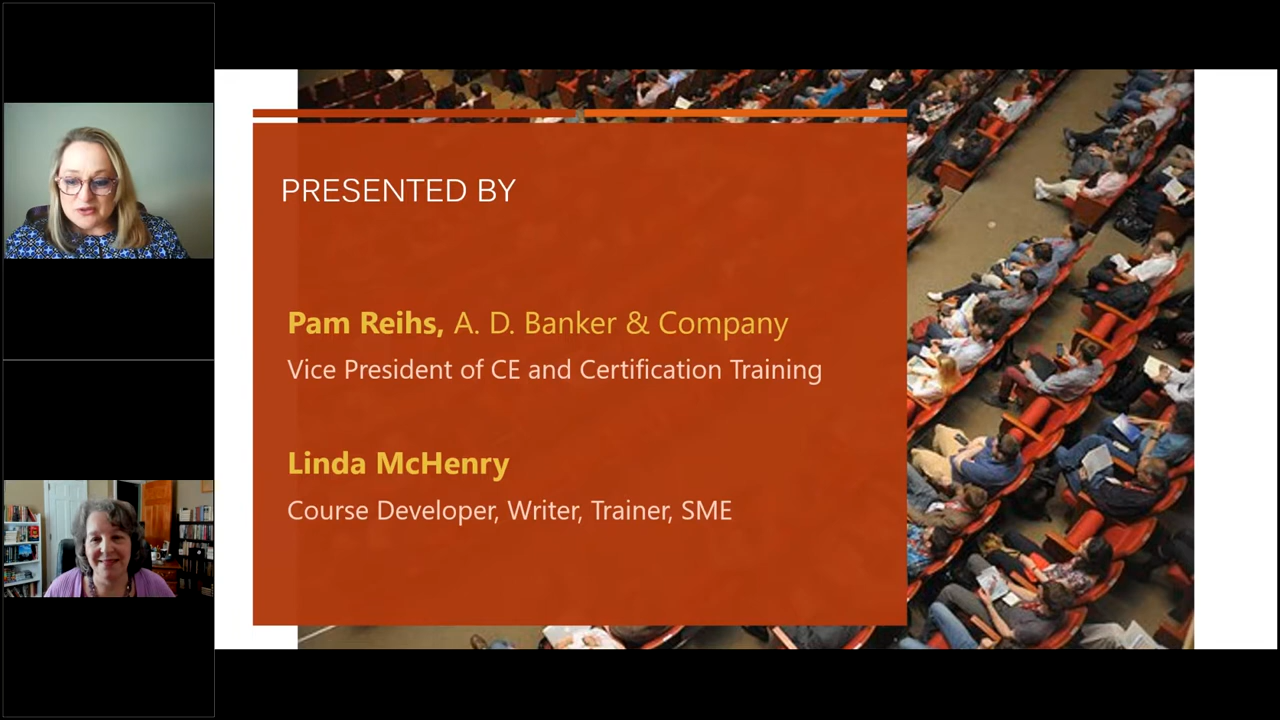 PRESENTED BY
Pam Reihs, A. D. Banker & Company
Vice President of CE and Certification Training
Linda McHenry
Course Developer, Writer, Trainer, SME